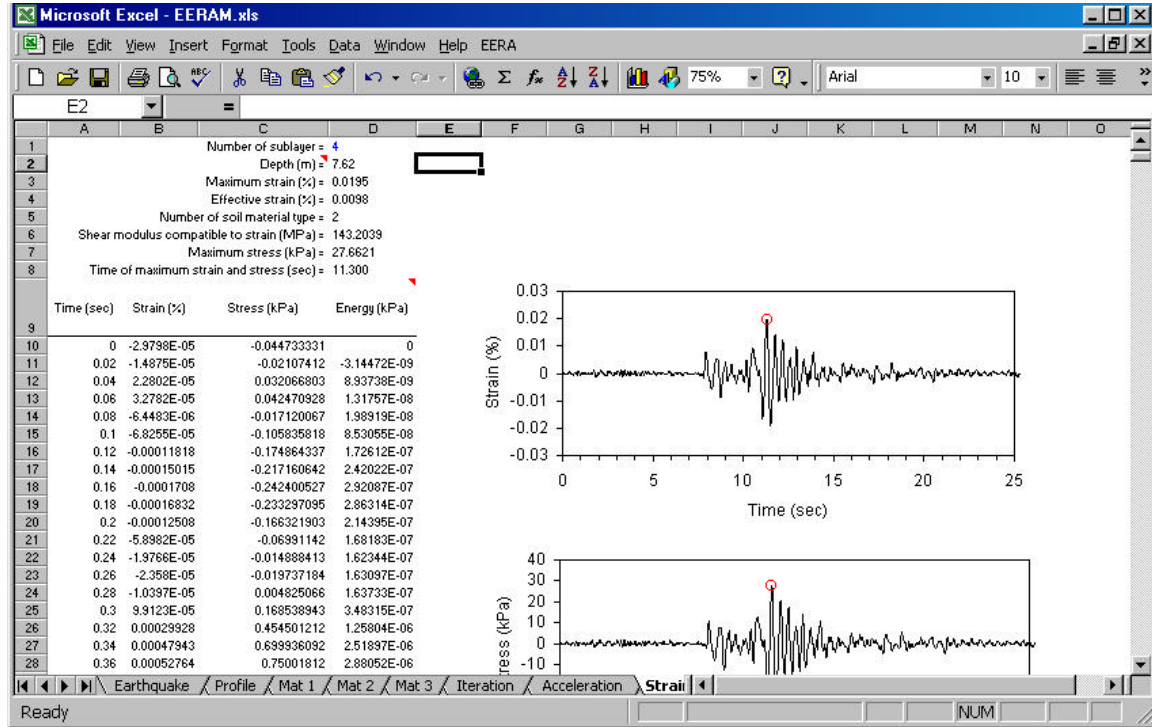 Microsoft Excel - EERAM.xls
File Edit View Insert Format Tools Data Window Help EERA
75% Arial 10
E2 =
A B C D E F G H I J K L M N O
1 Number of sublayer = 4
2 Depth (m) = 7.62
3 Maximum strain (%) = 0.0195
4 Effective strain (%) = 0.0098
5 Number of soil material type = 2
6 Shear modulus compatible to strain (MPa) = 143.2039
7 Maximum stress (kPa) = 27.6621
8 Time of maximum strain and stress (sec) = 11.300
9 Time (sec) Strain (%) Stress (kPa) Energy (kPa)
10 0 -2.9798E-05 -0.044733331 0
11 0.02 -1.4875E-05 -0.02107412 -3.14472E-09
12 0.04 2.2802E-05 0.032066803 8.93738E-09
13 0.06 3.2782E-05 0.042470928 1.31757E-08
14 0.08 -6.4483E-06 -0.017120067 1.98919E-08
15 0.1 -6.8255E-05 -0.105835818 8.53055E-08
16 0.12 -0.00011818 -0.174864337 1.72612E-07
17 0.14 -0.00015015 -0.217160642 2.42022E-07
18 0.16 -0.0001708 -0.242400527 2.92087E-07
19 0.18 -0.00016832 -0.233297095 2.86314E-07
20 0.2 -0.00012508 -0.166321903 2.14395E-07
21 0.22 -5.8982E-05 -0.06991142 1.68183E-07
22 0.24 -1.9766E-05 -0.014888413 1.62344E-07
23 0.26 -2.358E-05 -0.019737184 1.63097E-07
24 0.28 -1.0397E-05 0.004825066 1.63733E-07
25 0.3 9.9123E-05 0.168538943 3.48315E-07
26 0.32 0.00029928 0.454501212 1.25804E-06
27 0.34 0.00047943 0.699936092 2.51897E-06
28 0.36 0.00052764 0.75001812 2.88052E-06
0.03
0.02
0.01
0
-0.01
-0.02
-0.03
Strain (%)
0 5 10 15 20 25
Time (sec)
40
30
20
10
0
-10
ress (kPa)
Earthquake Profile Mat 1 Mat 2 Mat 3 Iteration Acceleration Strai
Ready NUM